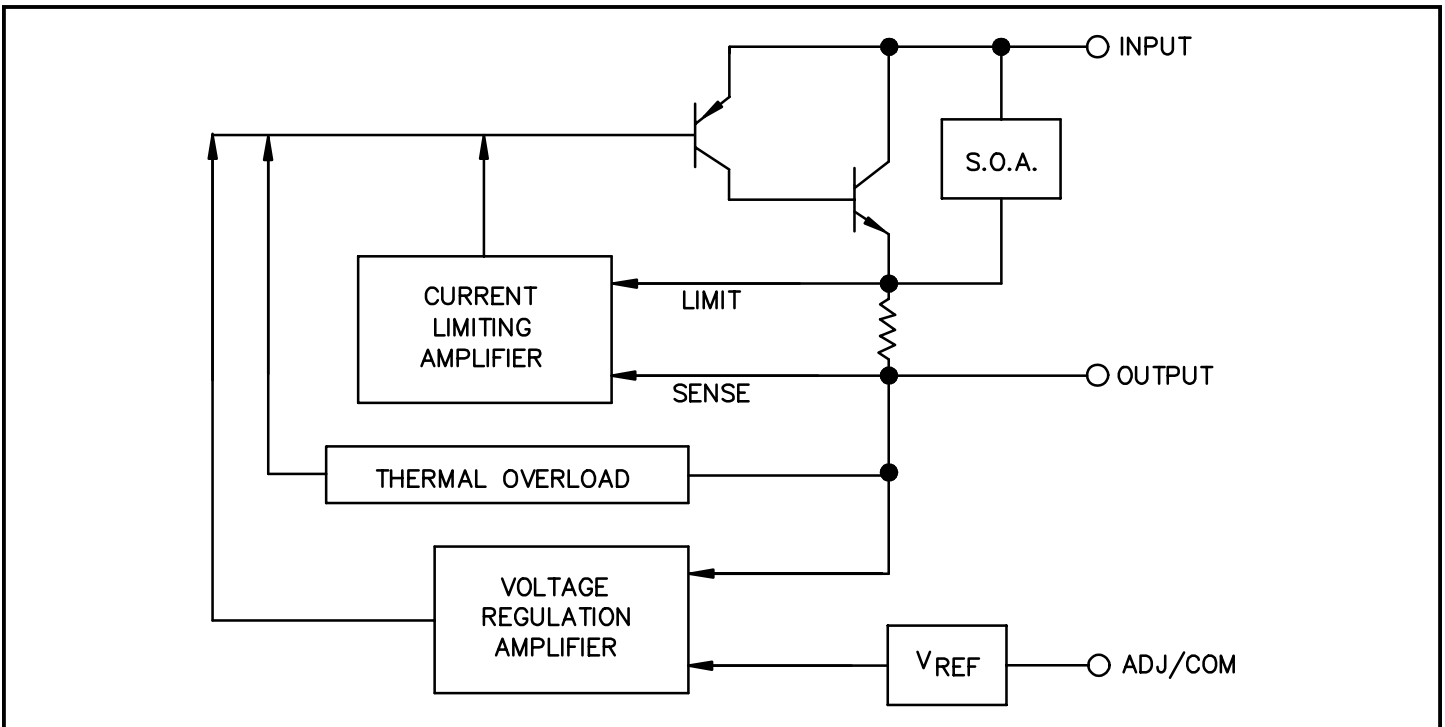 INPUT
S.O.A.
CURRENT
LIMITING
AMPLIFIER
LIMIT
SENSE
OUTPUT
THERMAL OVERLOAD
VOLTAGE
REGULATION
AMPLIFIER
VREF
ADJ/COM